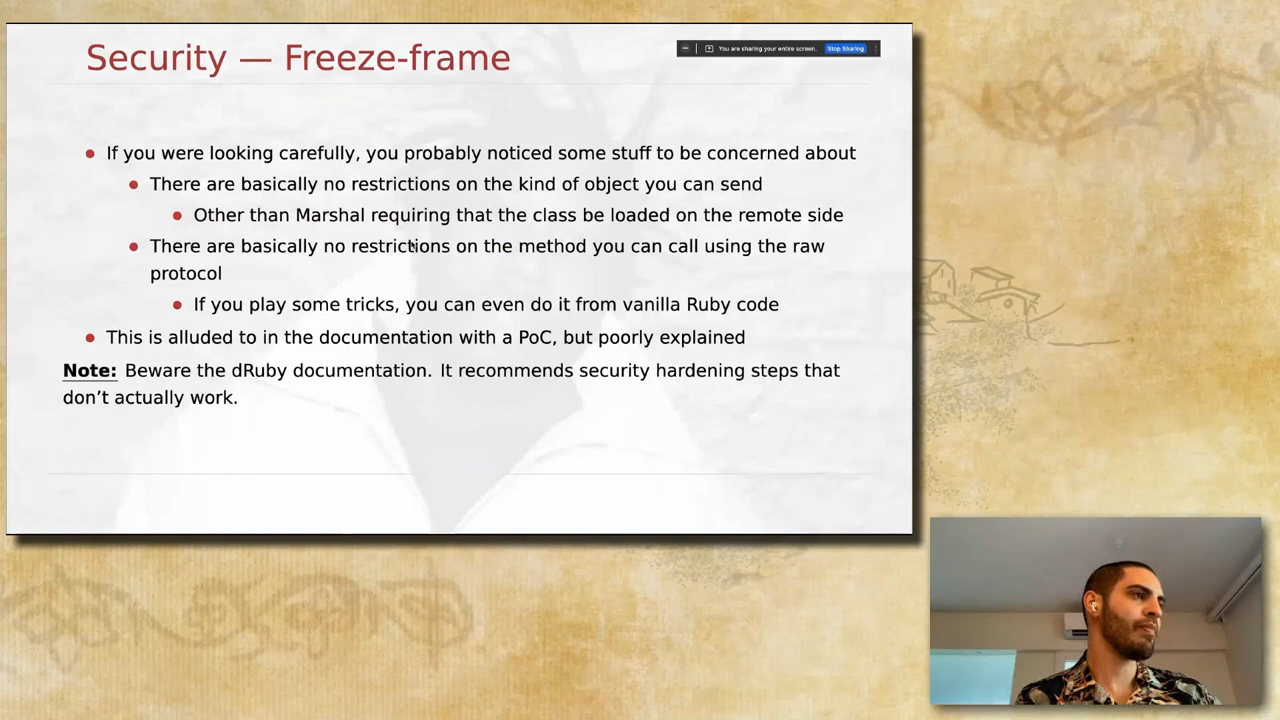 Security — Freeze-frame
You are sharing your entire screen.
Stop Sharing
If you were looking carefully, you probably noticed some stuff to be concerned about
There are basically no restrictions on the kind of object you can send
Other than Marshal requiring that the class be loaded on the remote side
There are basically no restrictions on the method you can call using the raw
protocol
If you play some tricks, you can even do it from vanilla Ruby code
This is alluded to in the documentation with a PoC, but poorly explained
Note: Beware the dRuby documentation. It recommends security hardening steps that
don’t actually work.